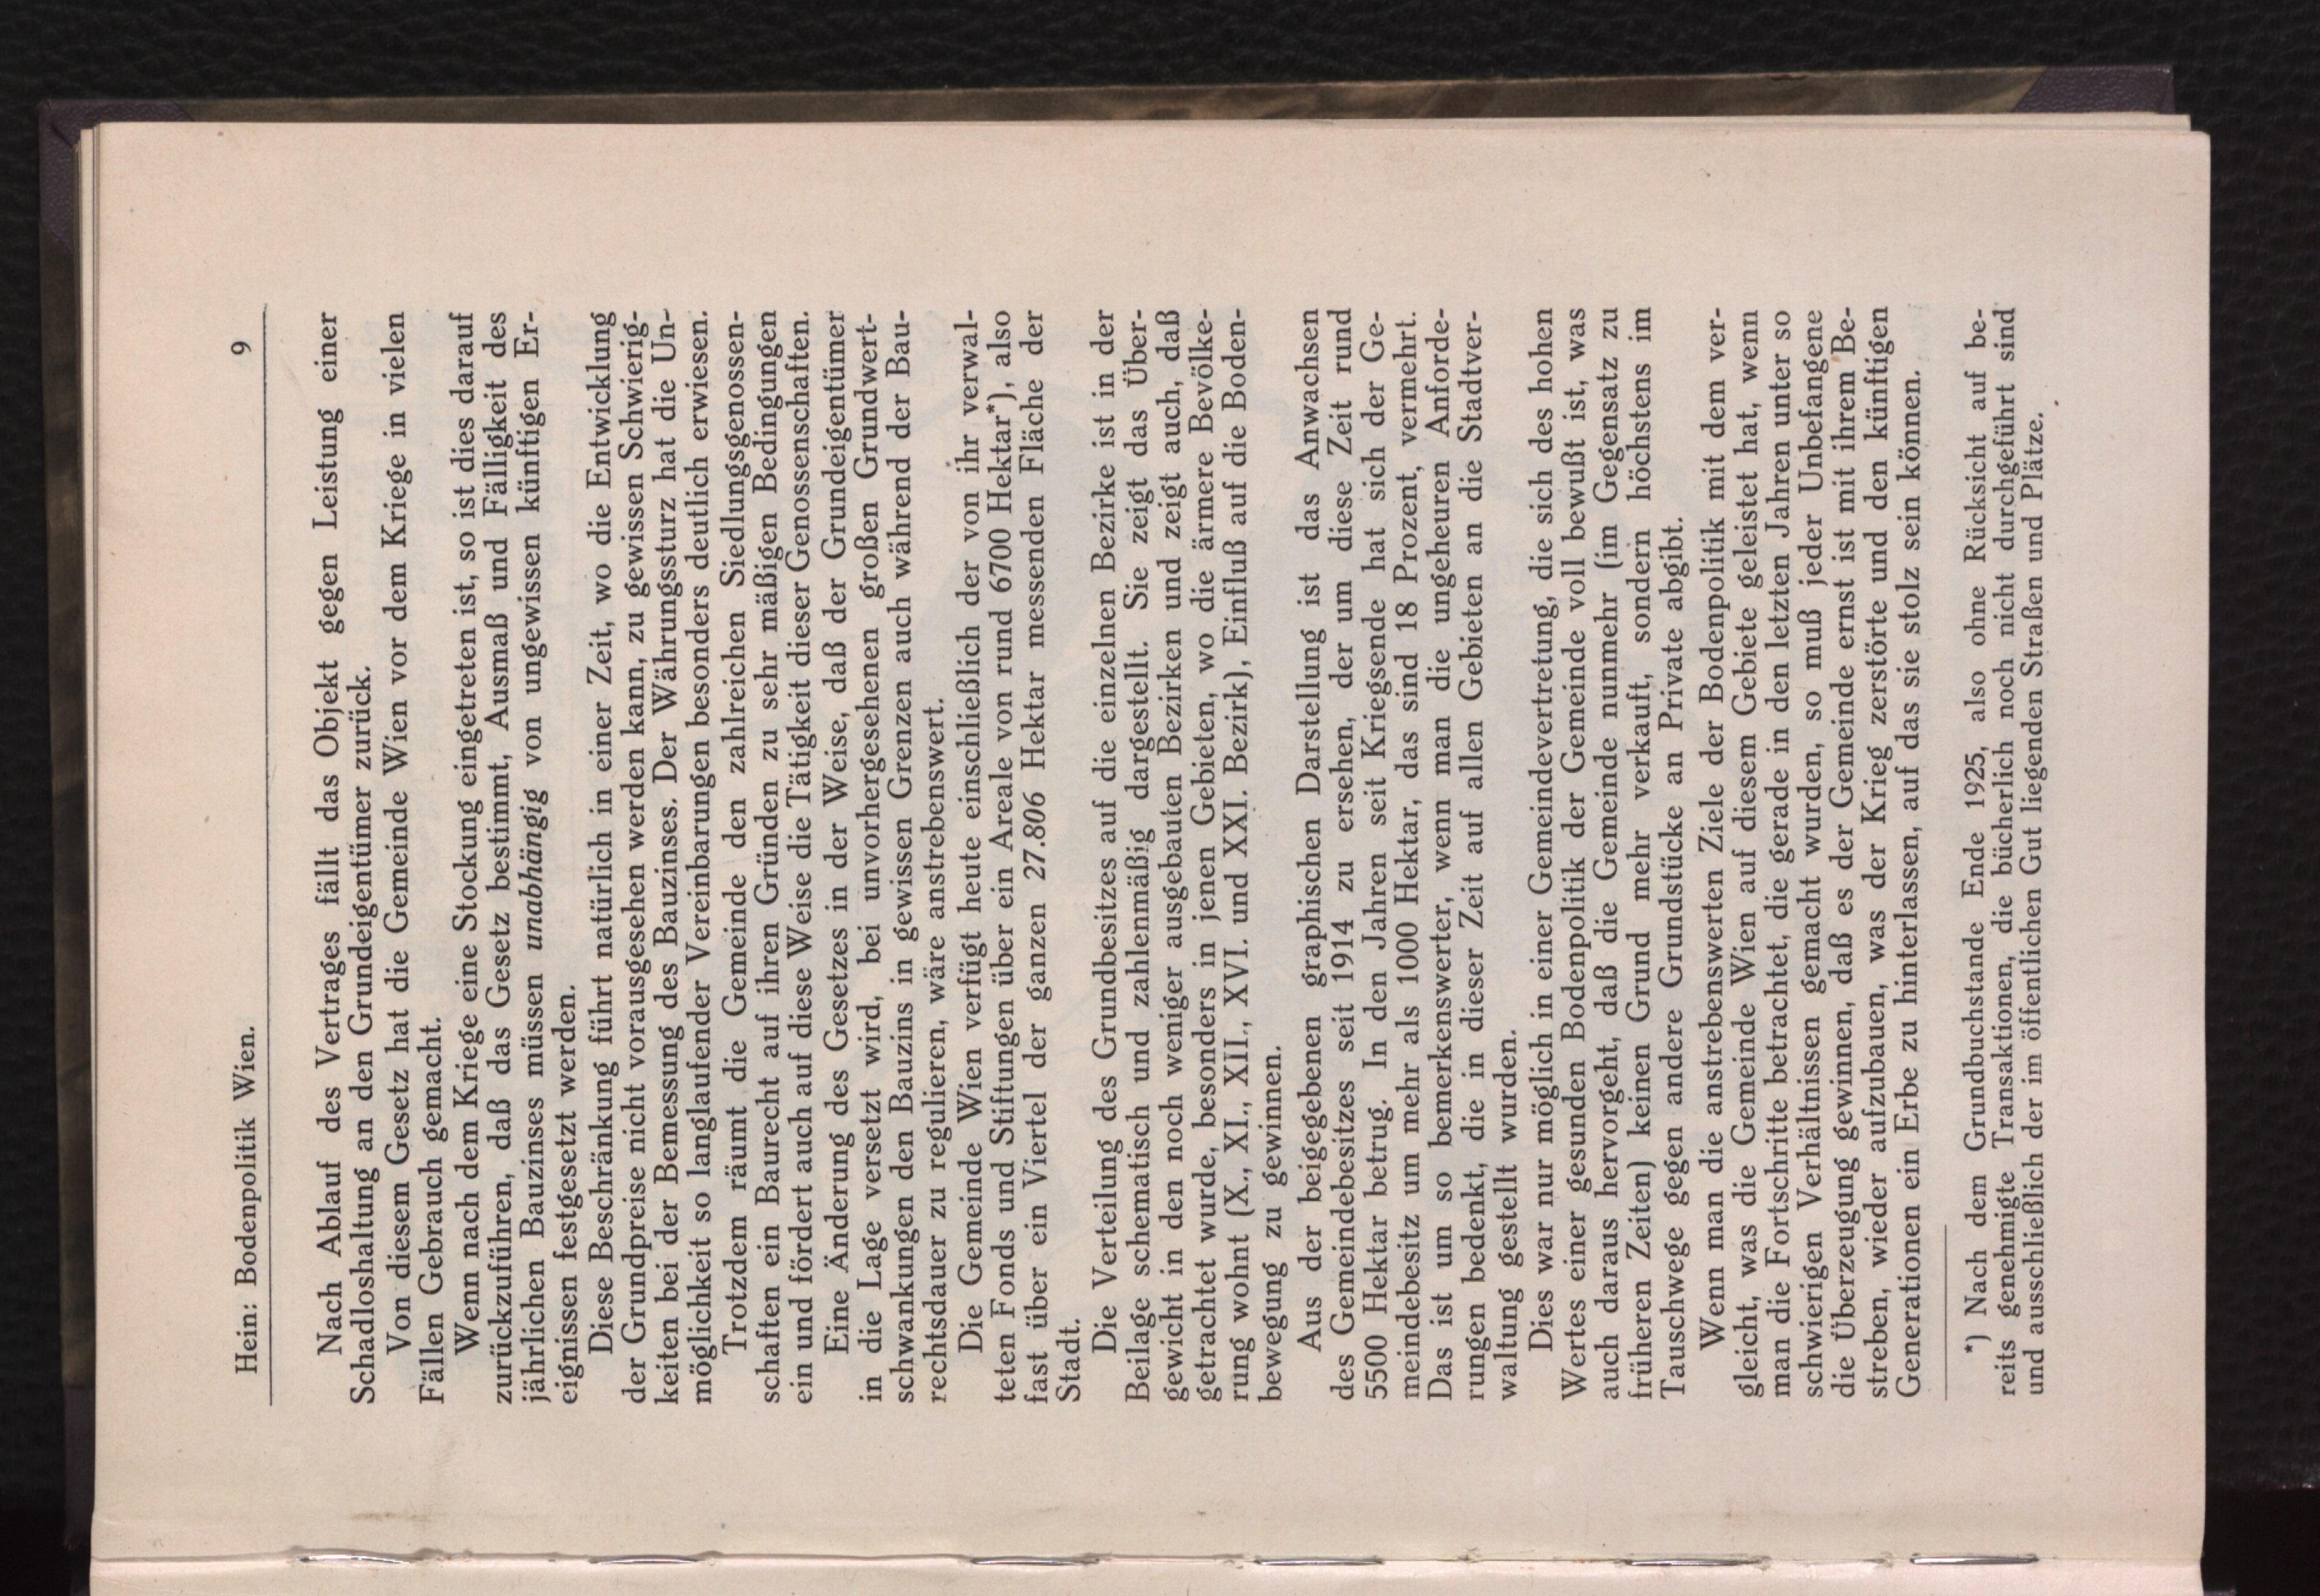 Hein: Bodenpolitik Wien. 9
Nach Ablauf des Vertrages fällt das Objekt gegen Leistung einer
Schadloshaltung an den Grundeigentümer zurück.
Von diesem Gesetz hat die Gemeinde Wien vor dem Kriege in vielen
Fällen Gebrauch gemacht.
Wenn nach dem Kriege eine Stockung eingetreten ist, so ist dies darauf
zurückzuführen, daß das Gesetz bestimmt, Ausmaß und Fälligkeit des
jährlichen Bauzinses müssen unabhängig von ungewissen künftigen Er-
eignissen festgesetzt werden.
Diese Beschränkung führt natürlich in einer Zeit, wo die Entwicklung
der Grundpreise nicht vorausgesehen werden kann, zu gewissen Schwierig-
keiten bei der Bemessung des Bauzinses. Der Währungssturz hat die Un-
möglichkeit so langlaufender Vereinbarungen besonders deutlich erwiesen.
Trotzdem räumt die Gemeinde den zahlreichen Siedlungsgenossen-
schaften ein Baurecht auf ihren Gründen zu sehr mäßigen Bedingungen
ein und fördert auch auf diese Weise die Tätigkeit dieser Genossenschaften.
Eine Änderung des Gesetzes in der Weise, daß der Grundeigentümer
in die Lage versetzt wird, bei unvorhergesehenen großen Grundwert-
schwankungen den Bauzins in gewissen Grenzen auch während der Bau-
rechtsdauer zu regulieren, wäre anstrebenswert.
Die Gemeinde Wien verfügt heute einschließlich der von ihr verwal-
teten Fonds und Stiftungen über ein Areale von rund 6700 Hektar*), also
fast über ein Viertel der ganzen 27.806 Hektar messenden Fläche der
Stadt.
Die Verteilung des Grundbesitzes auf die einzelnen Bezirke ist in der
Beilage schematisch und zahlenmäßig dargestellt. Sie zeigt das Über-
gewicht in den noch weniger ausgebauten Bezirken und zeigt auch, daß
getrachtet wurde, besonders in jenen Gebieten, wo die ärmere Bevölke-
rung wohnt (X., XI., XII., XVI. und XXI. Bezirk), Einfluß auf die Boden-
bewegung zu gewinnen.
Aus der beigegebenen graphischen Darstellung ist das Anwachsen
des Gemeindebesitzes seit 1914 zu ersehen, der um diese Zeit rund
5500 Hektar betrug. In den Jahren seit Kriegsende hat sich der Ge-
meindebesitz um mehr als 1000 Hektar, das sind 18 Prozent, vermehrt.
Das ist um so bemerkenswerter, wenn man die ungeheuren Anforde-
rungen bedenkt, die in dieser Zeit auf allen Gebieten an die Stadtver-
waltung gestellt wurden.
Dies war nur möglich in einer Gemeindevertretung, die sich des hohen
Wertes einer gesunden Bodenpolitik der Gemeinde voll bewußt ist, was
auch daraus hervorgeht, daß die Gemeinde nunmehr (im Gegensatz zu
früheren Zeiten) keinen Grund mehr verkauft, sondern höchstens im
Tauschwege gegen andere Grundstücke an Private abgibt.
Wenn man die anstrebenswerten Ziele der Bodenpolitik mit dem ver-
gleicht, was die Gemeinde Wien auf diesem Gebiete geleistet hat, wenn
man die Fortschritte betrachtet, die gerade in den letzten Jahren unter so
schwierigen Verhältnissen gemacht wurden, so muß jeder Unbefangene
die Überzeugung gewinnen, daß es der Gemeinde ernst ist mit ihrem Be-
streben, wieder aufzubauen, was der Krieg zerstörte und den künftigen
Generationen ein Erbe zu hinterlassen, auf das sie stolz sein können.
*) Nach dem Grundbuchstande Ende 1925, also ohne Rücksicht auf be-
reits genehmigte Transaktionen, die bücherlich noch nicht durchgeführt sind
und ausschließlich der im öffentlichen Gut liegenden Straßen und Plätze.